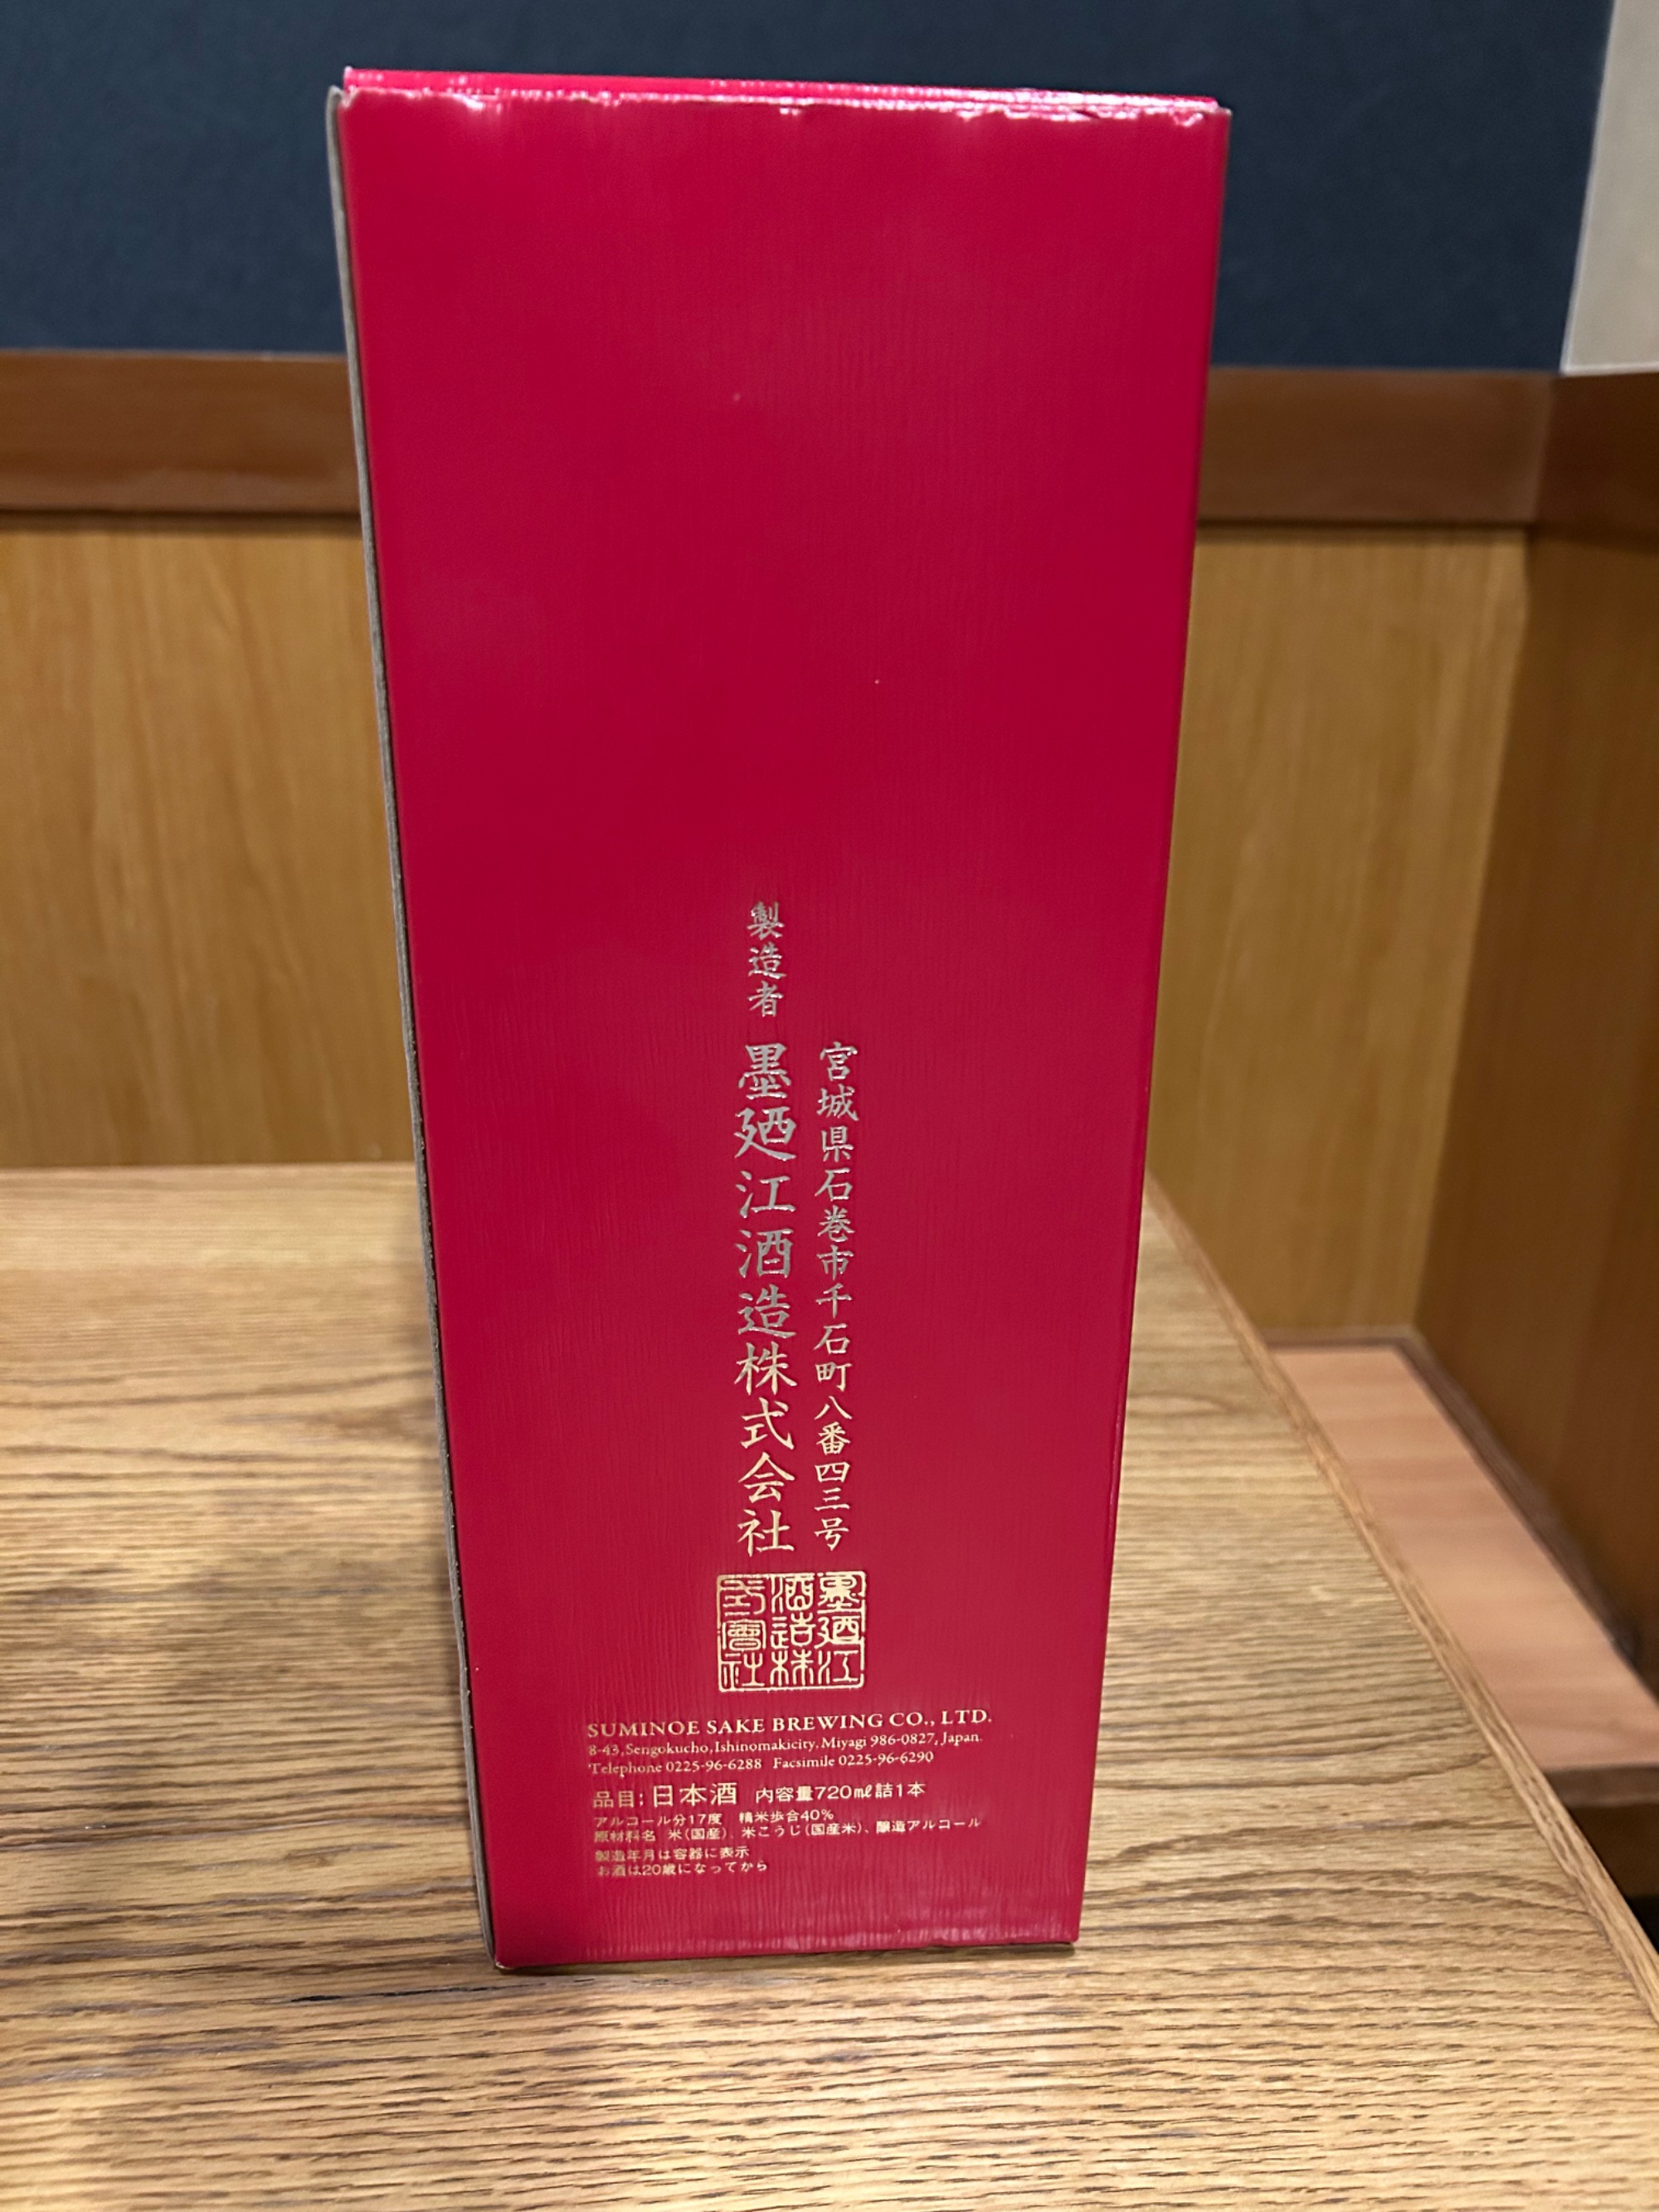 宮城県石巻市千石町八番四三号
製造者 墨廼江酒造株式会社
墨廼江
酒造株
式會社
SUMINOE SAKE BREWING CO., LTD.
8-43, Sengokucho, Ishinomakicity. Miyagi 986-0827, Japan.
Telephone 0225-96-6288 Facsimile 0225-96-6290
品目:日本酒 内容量720㎖詰1本
アルコール分17度 精米歩合40%
原材料名 米(国産)、米こうじ(国産米)、醸造アルコール
製造年月は容器に表示
お酒は20歳になってから